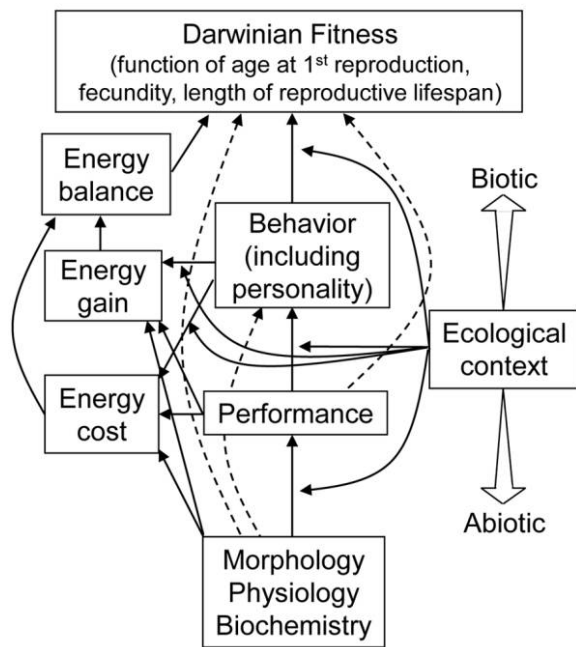 Darwinian Fitness
(function of age at 1st reproduction,
fecundity, length of reproductive lifespan)
Energy
balance
Biotic
Behavior
(including
personality)
Energy
gain
Ecological
context
Energy
cost
Performance
Abiotic
Morphology
Physiology
Biochemistry